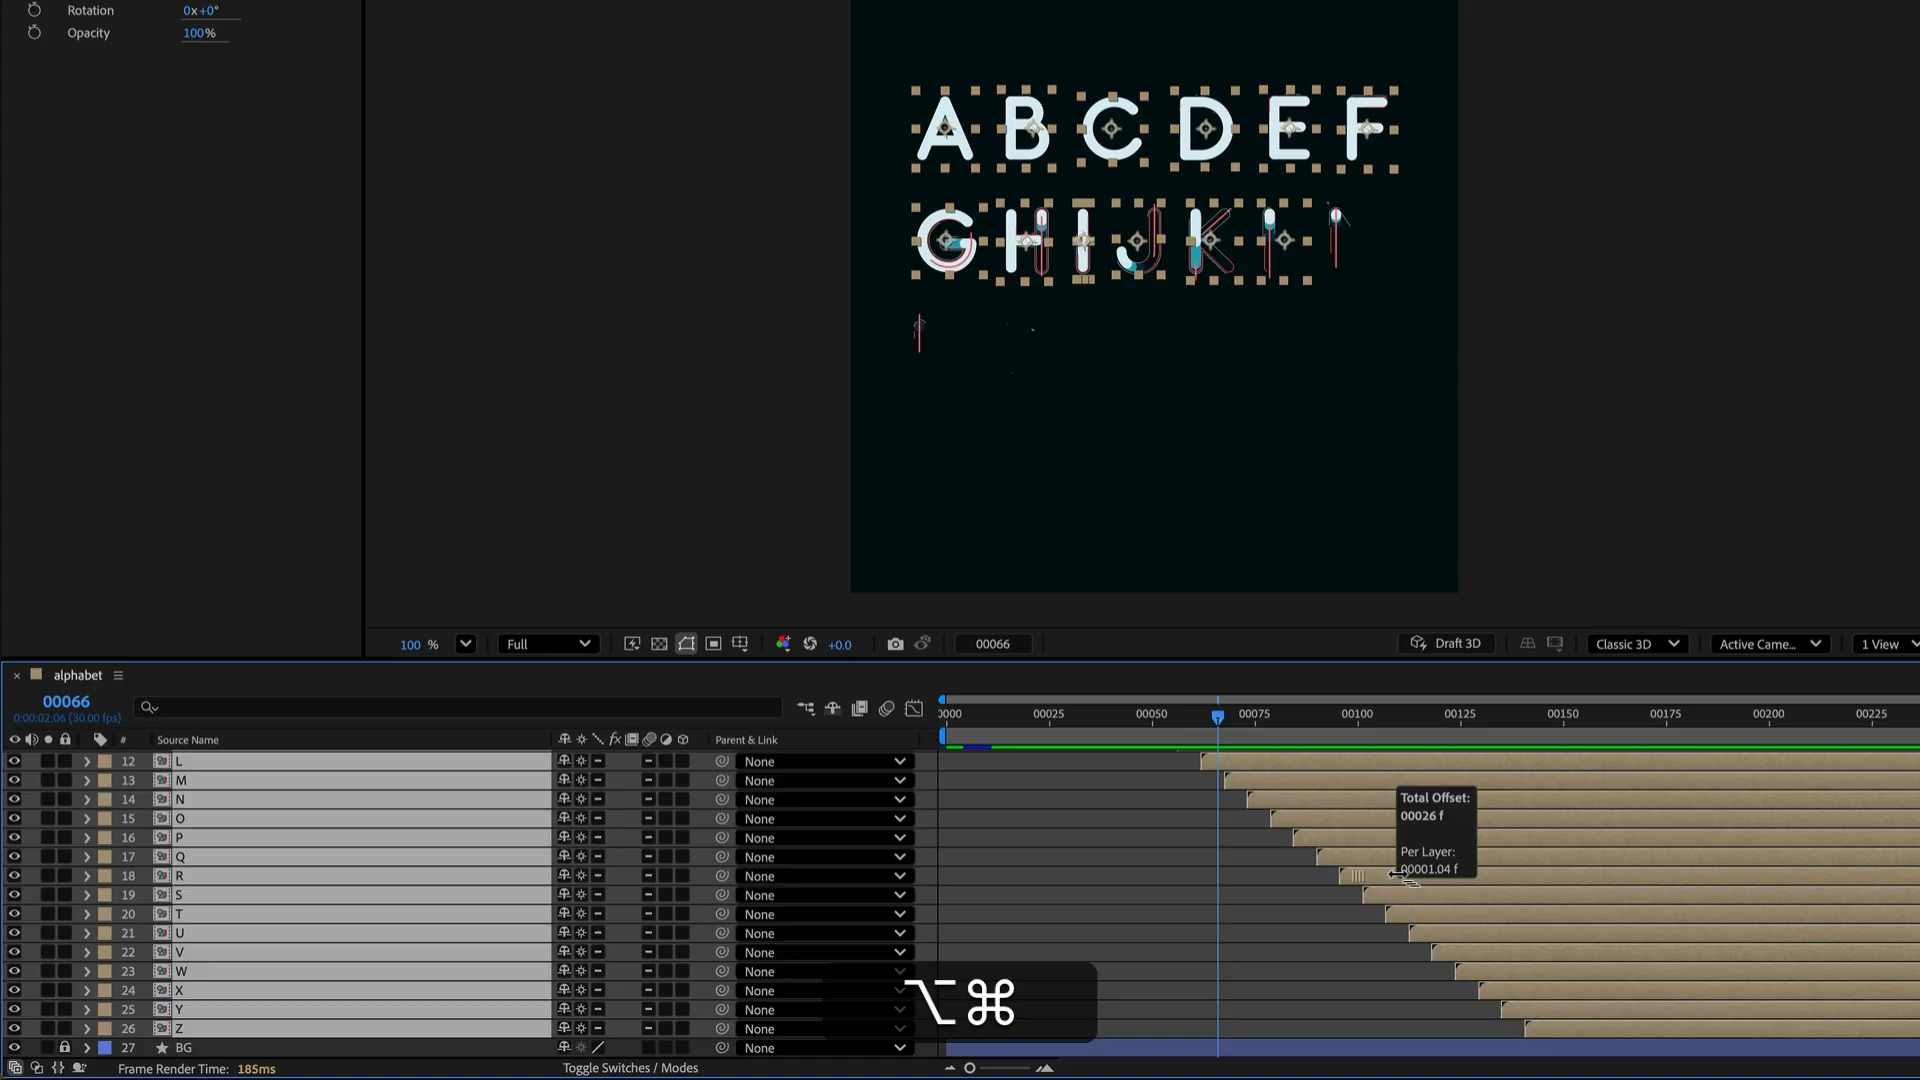 Rotation 0x+0°
Opacity 100%
A B C D E F
G H I J K
100 % Full +0.0 00066 Draft 3D Classic 3D Active Came... 1 View
alphabet
00066
0:00:02:06 (30.00 fps)
0000 00025 00050 00075 00100 00125 00150 00175 00200 00225
# Source Name fx Parent & Link
12 L None
13 M None
14 N None
15 O None
16 P None
17 Q None
18 R None
19 S None
20 T None
21 U None
22 V None
23 W None
24 X None
25 Y None
26 Z None
27 BG None
Total Offset:
00026 f
Per Layer:
00001.04 f
⌥⌘
Frame Render Time: 185ms Toggle Switches / Modes